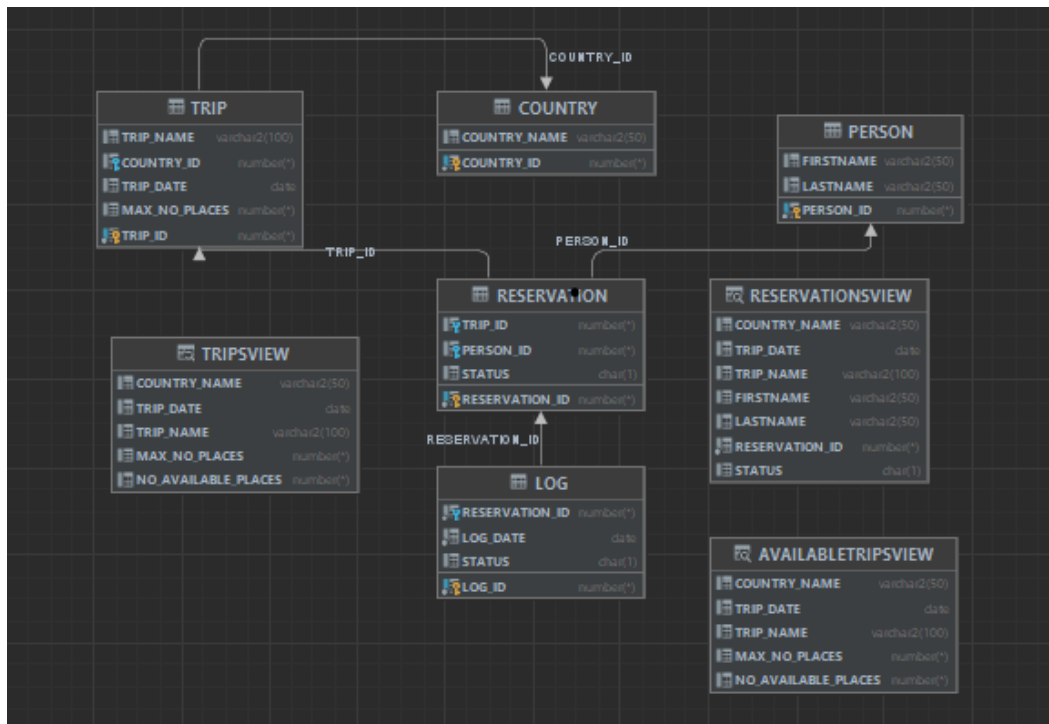 COUNTRY_ID
TRIP
TRIP_NAME varchar2(100)
COUNTRY_ID number(*)
TRIP_DATE date
MAX_NO_PLACES number(*)
TRIP_ID number(*)
COUNTRY
COUNTRY_NAME varchar2(50)
COUNTRY_ID number(*)
PERSON
FIRSTNAME varchar2(50)
LASTNAME varchar2(50)
PERSON_ID number(*)
TRIP_ID
PERSON_ID
RESERVATION
TRIP_ID number(*)
PERSON_ID number(*)
STATUS char(1)
RESERVATION_ID number(*)
RESERVATIONSVIEW
COUNTRY_NAME varchar2(50)
TRIP_DATE date
TRIP_NAME varchar2(100)
FIRSTNAME varchar2(50)
LASTNAME varchar2(50)
RESERVATION_ID number(*)
STATUS char(1)
TRIPSVIEW
COUNTRY_NAME varchar2(50)
TRIP_DATE date
TRIP_NAME varchar2(100)
MAX_NO_PLACES number(*)
NO_AVAILABLE_PLACES number(*)
RESERVATION_ID
LOG
RESERVATION_ID number(*)
LOG_DATE date
STATUS char(1)
LOG_ID number(*)
AVAILABLETRIPSVIEW
COUNTRY_NAME varchar2(50)
TRIP_DATE date
TRIP_NAME varchar2(100)
MAX_NO_PLACES number(*)
NO_AVAILABLE_PLACES number(*)